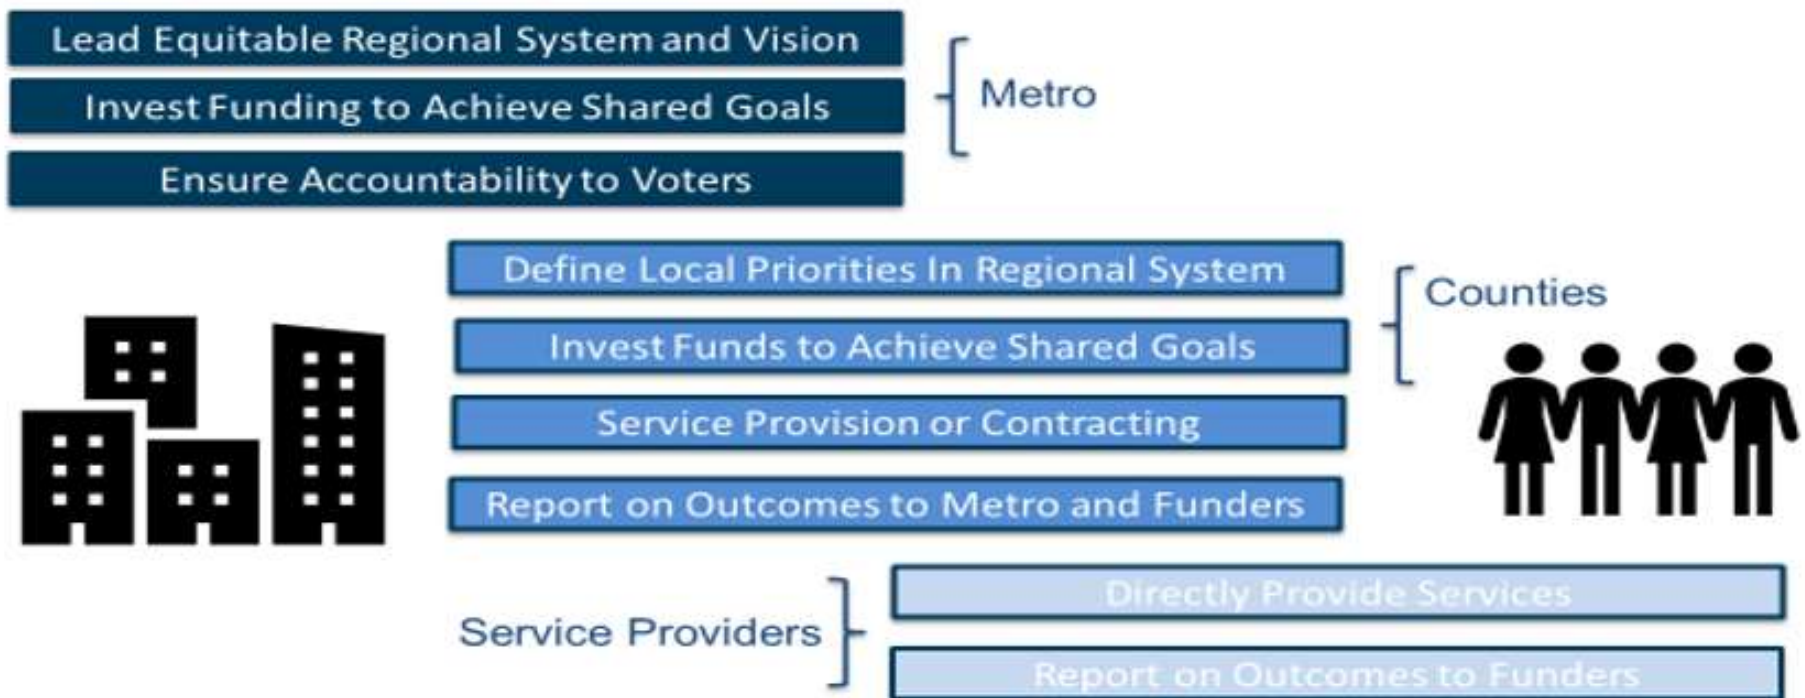 Lead Equitable Regional System and Vision
Invest Funding to Achieve Shared Goals
Ensure Accountability to Voters
Metro
Define Local Priorities In Regional System
Invest Funds to Achieve Shared Goals
Service Provision or Contracting
Report on Outcomes to Metro and Funders
Counties
Service Providers
Directly Provide Services
Report on Outcomes to Funders